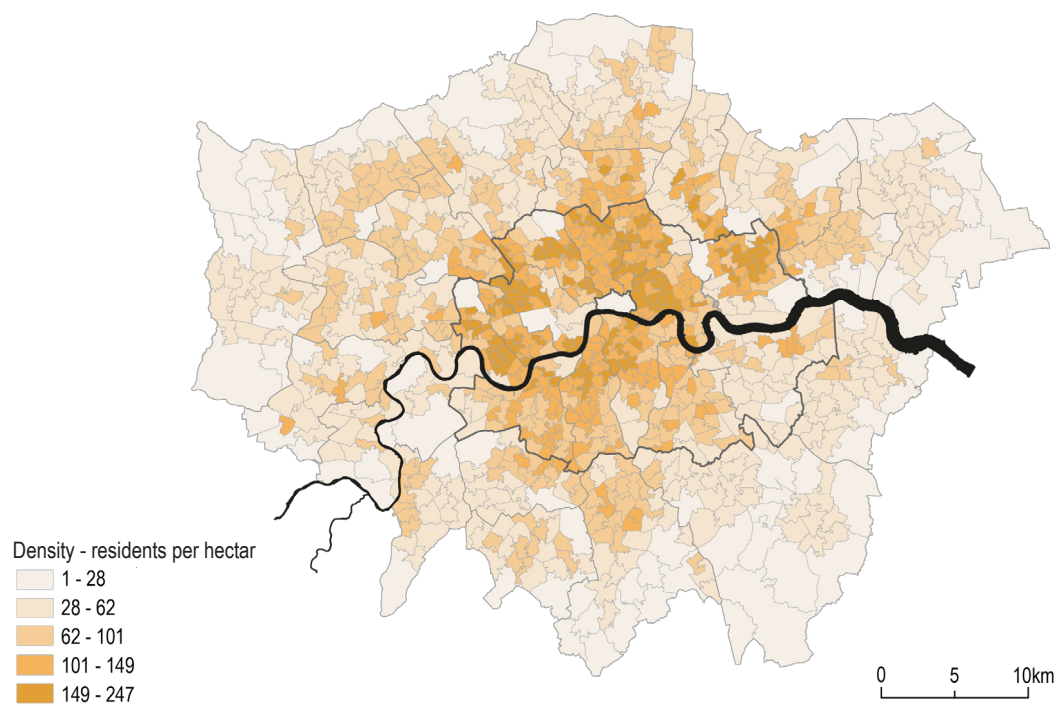 Density - residents per hectar
1 - 28
28 - 62
62 - 101
101 - 149
149 - 247
0 5 10km